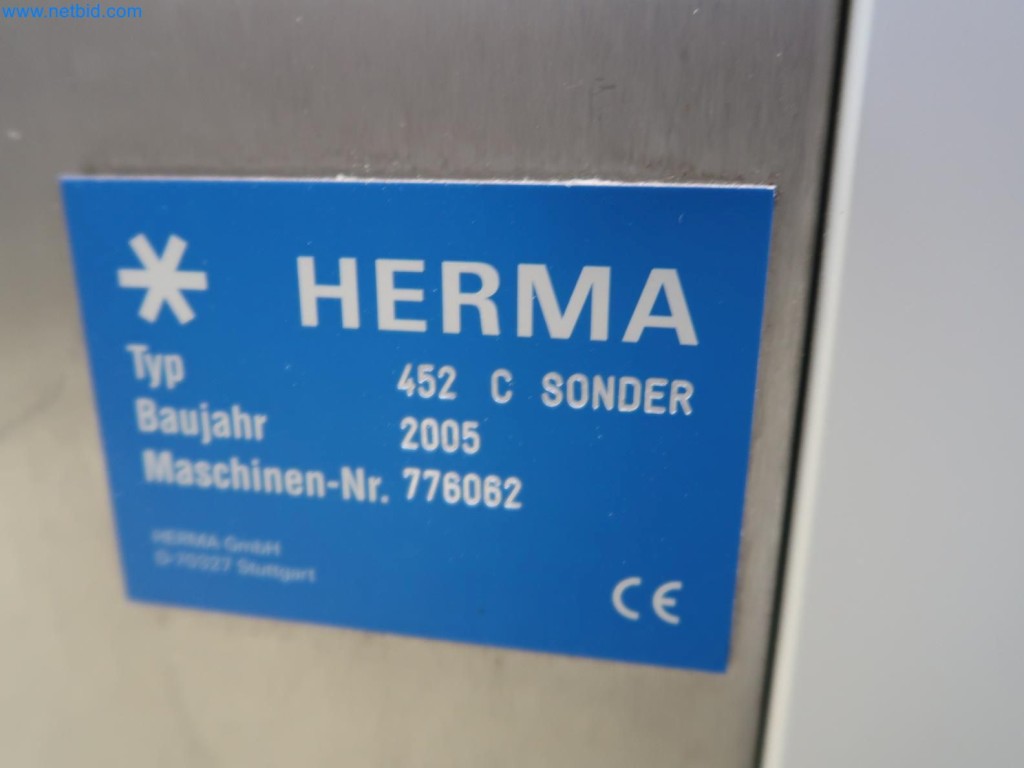 www.netbid.com
HERMA
Typ 452 C SONDER
Baujahr 2005
Maschinen-Nr. 776062
HERMA GmbH
D-70327 Stuttgart
CE